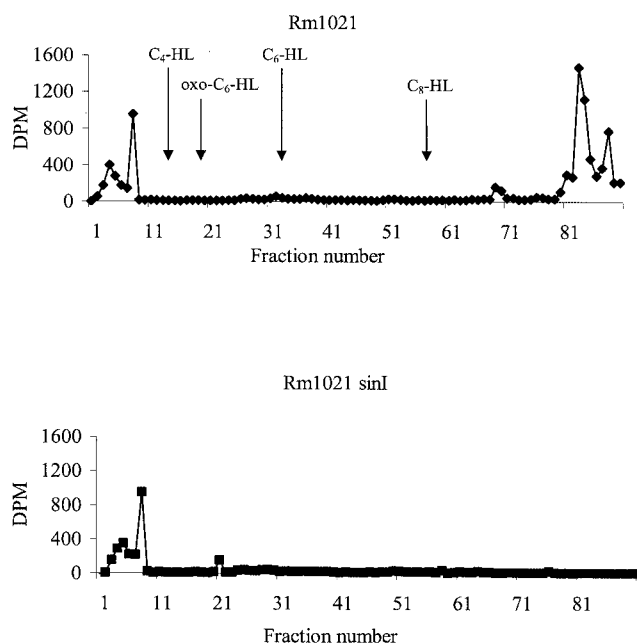 Rm1021
C₄-HL
oxo-C₆-HL
C₆-HL
C₈-HL
DPM
1600
1200
800
400
0
1 11 21 31 41 51 61 71 81
Fraction number
Rm1021 sinI
DPM
1600
1200
800
400
0
1 11 21 31 41 51 61 71 81
Fraction number